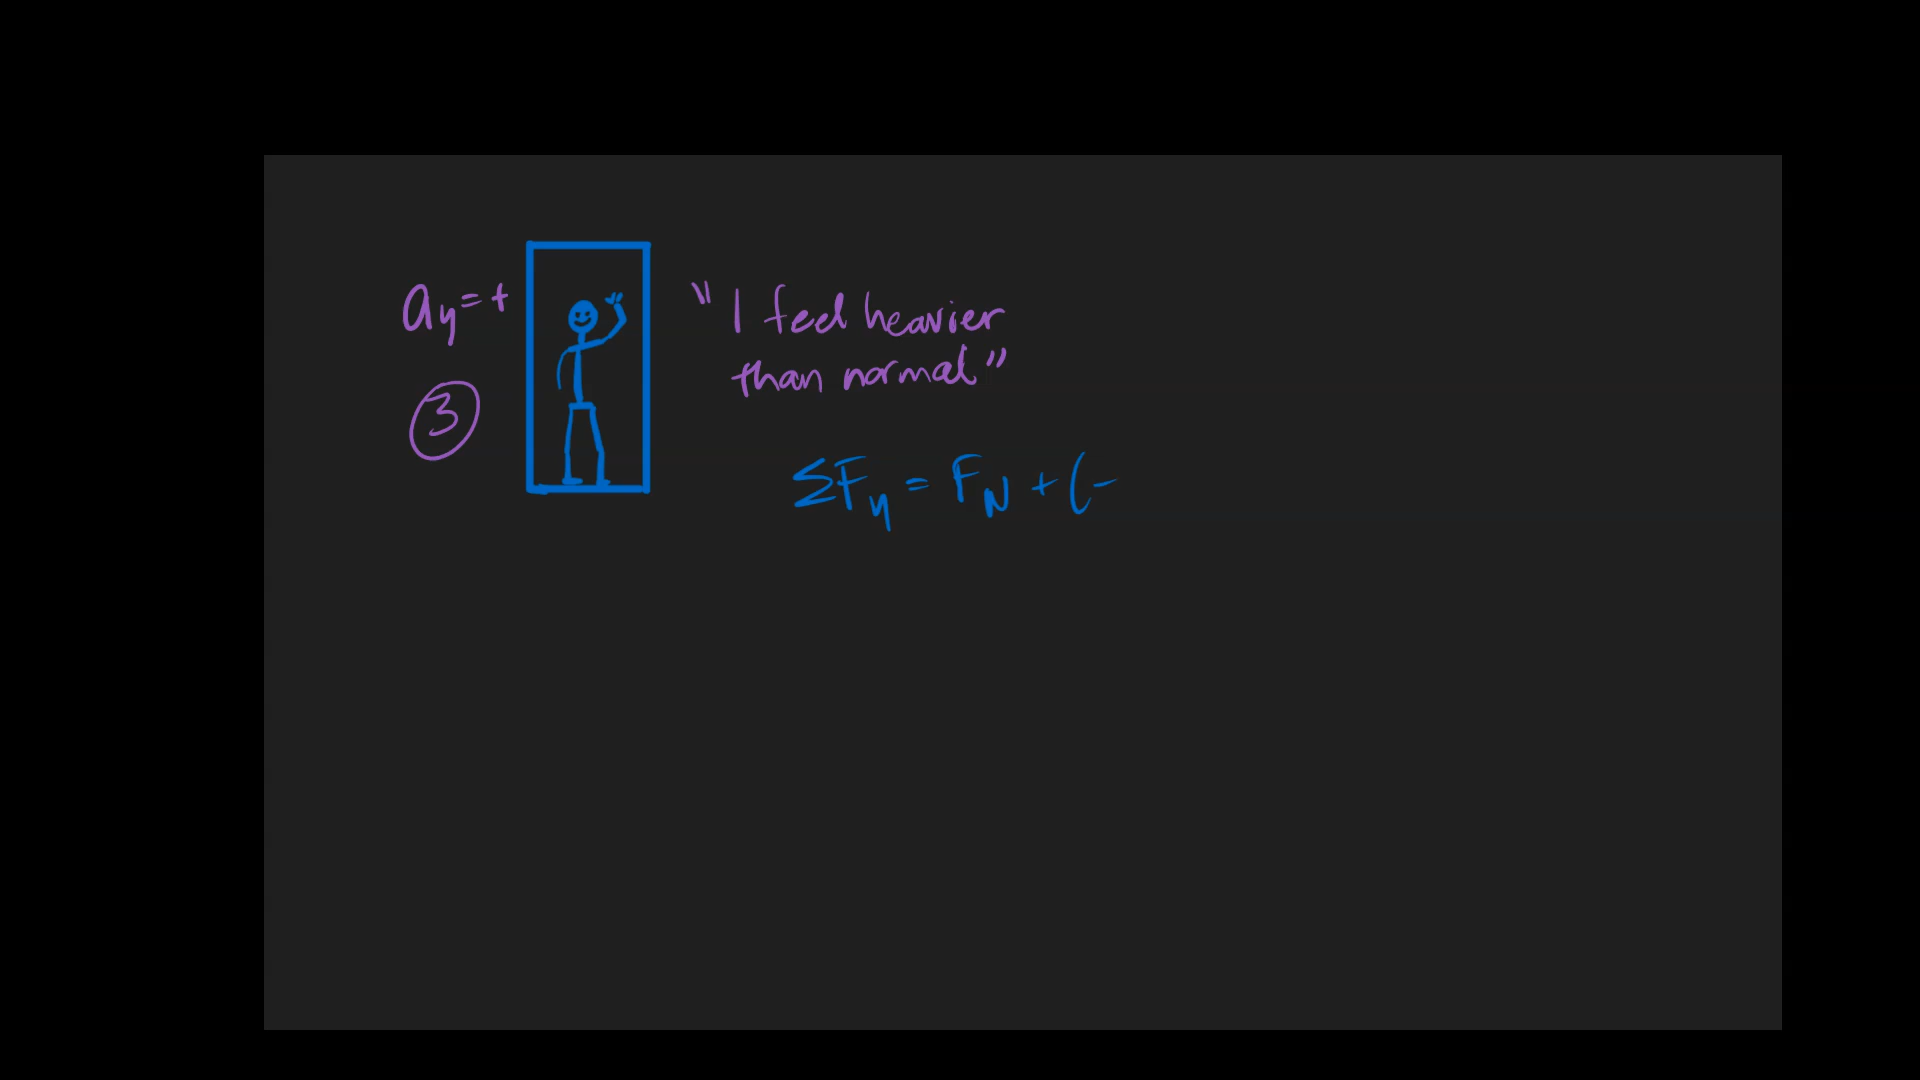 ay=+
"I feel heavier
than normal"
3
ΣFy = FN + (-